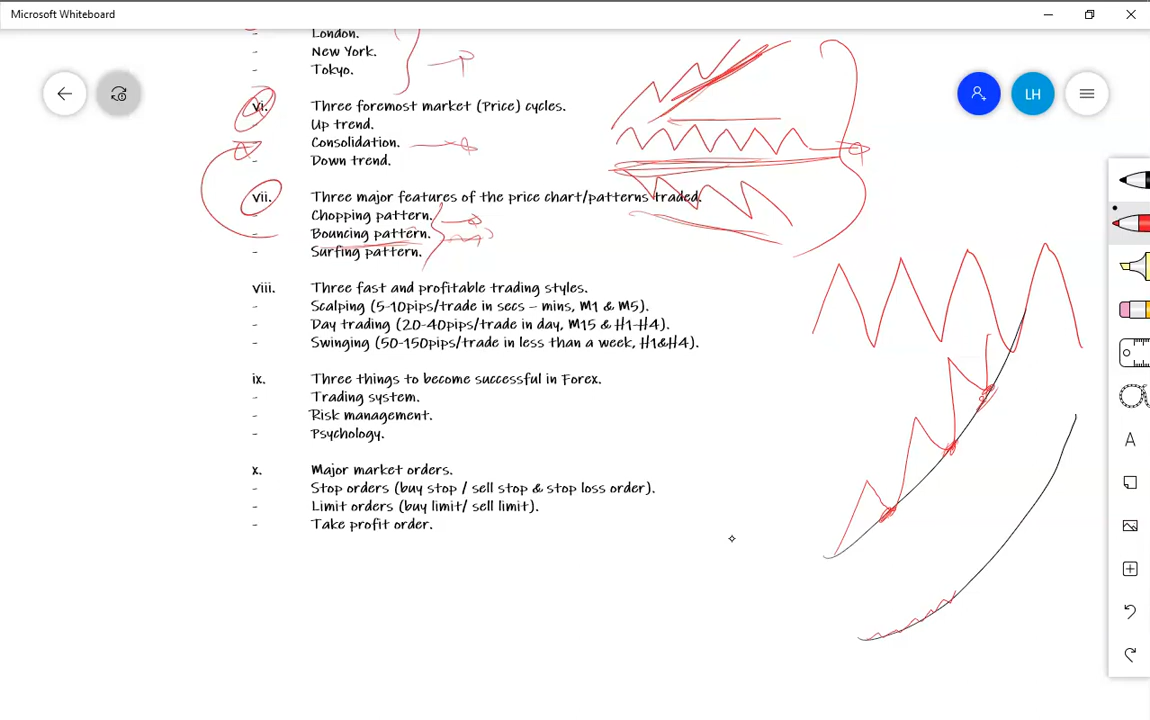 Microsoft Whiteboard
- London.
- New York.
- Tokyo.
vi. Three foremost market (Price) cycles.
- Up trend.
- Consolidation.
- Down trend.
vii. Three major features of the price chart/patterns traded.
- Chopping pattern.
- Bouncing pattern.
- Surfing pattern.
viii. Three fast and profitable trading styles.
- Scalping (5-10pips/trade in secs – mins, M1 & M5).
- Day trading (20-40pips/trade in day, M15 & H1-H4).
- Swinging (50-150pips/trade in less than a week, H1&H4).
ix. Three things to become successful in Forex.
- Trading system.
- Risk management.
- Psychology.
x. Major market orders.
- Stop orders (buy stop / sell stop & stop loss order).
- Limit orders (buy limit/ sell limit).
- Take profit order.
LH
A